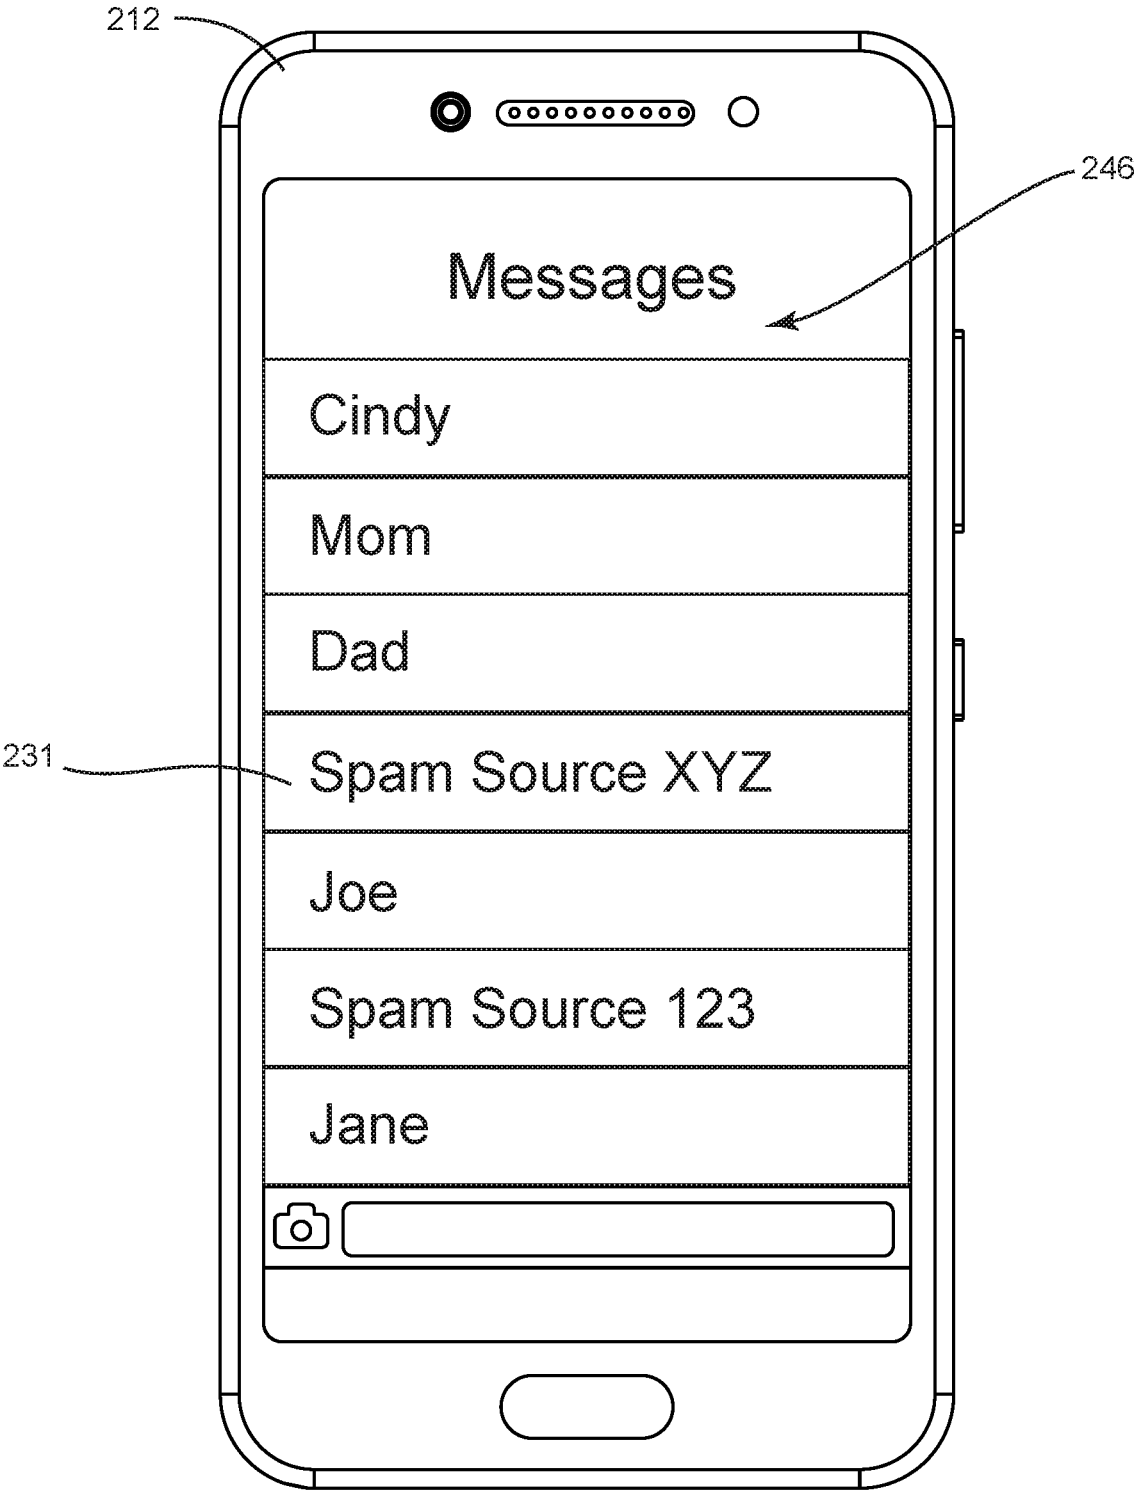 212
246
Messages
Cindy
Mom
Dad
231
Spam Source XYZ
Joe
Spam Source 123
Jane